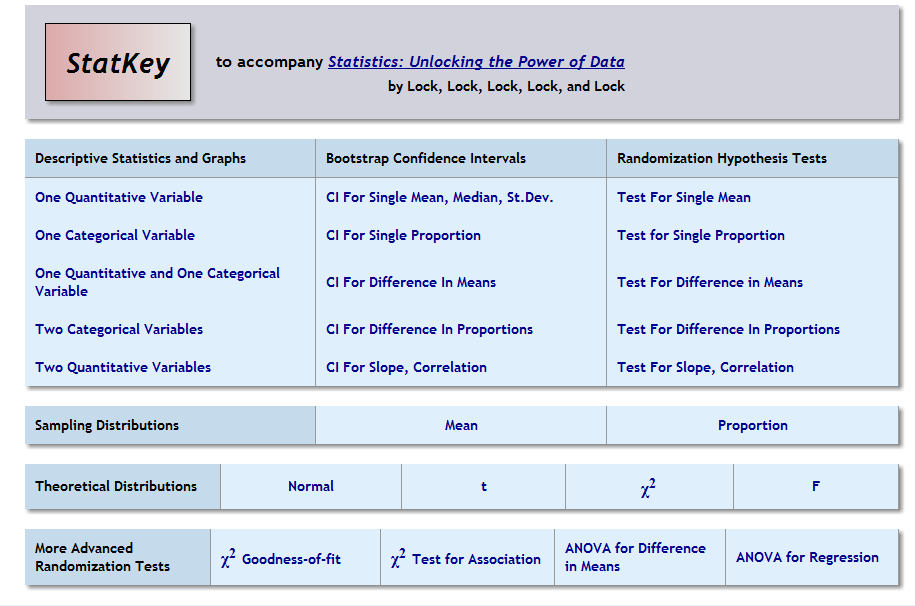 StatKey
to accompany Statistics: Unlocking the Power of Data
by Lock, Lock, Lock, Lock, and Lock
Descriptive Statistics and Graphs
Bootstrap Confidence Intervals
Randomization Hypothesis Tests
One Quantitative Variable
CI For Single Mean, Median, St.Dev.
Test For Single Mean
One Categorical Variable
CI For Single Proportion
Test for Single Proportion
One Quantitative and One Categorical
Variable
CI For Difference In Means
Test For Difference in Means
Two Categorical Variables
CI For Difference In Proportions
Test For Difference In Proportions
Two Quantitative Variables
CI For Slope, Correlation
Test For Slope, Correlation
Sampling Distributions
Mean
Proportion
Theoretical Distributions
Normal
t
χ²
F
More Advanced
Randomization Tests
χ² Goodness-of-fit
χ² Test for Association
ANOVA for Difference
in Means
ANOVA for Regression